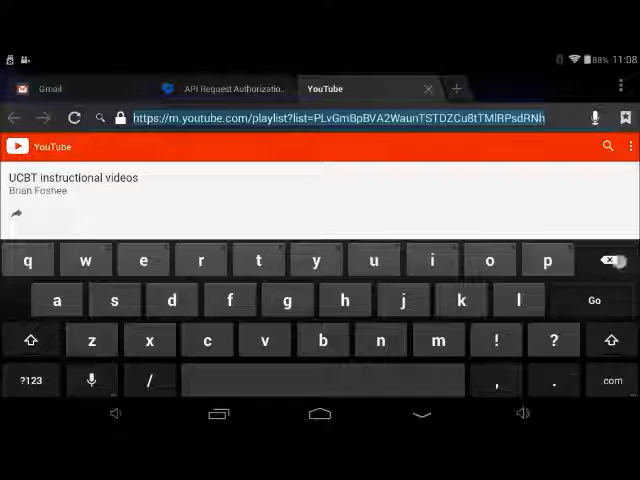 88% 11:08
Gmail API Request Authorizatio.. YouTube
https://m.youtube.com/playlist?list=PLvGmBpBVA2WaunTSTDZCu8tTMlRPsdRNh
YouTube
UCBT instructional videos
Brian Foshee
q w e r t y u i o p
a s d f g h j k l Go
z x c v b n m ! ?
?123 / , . .com